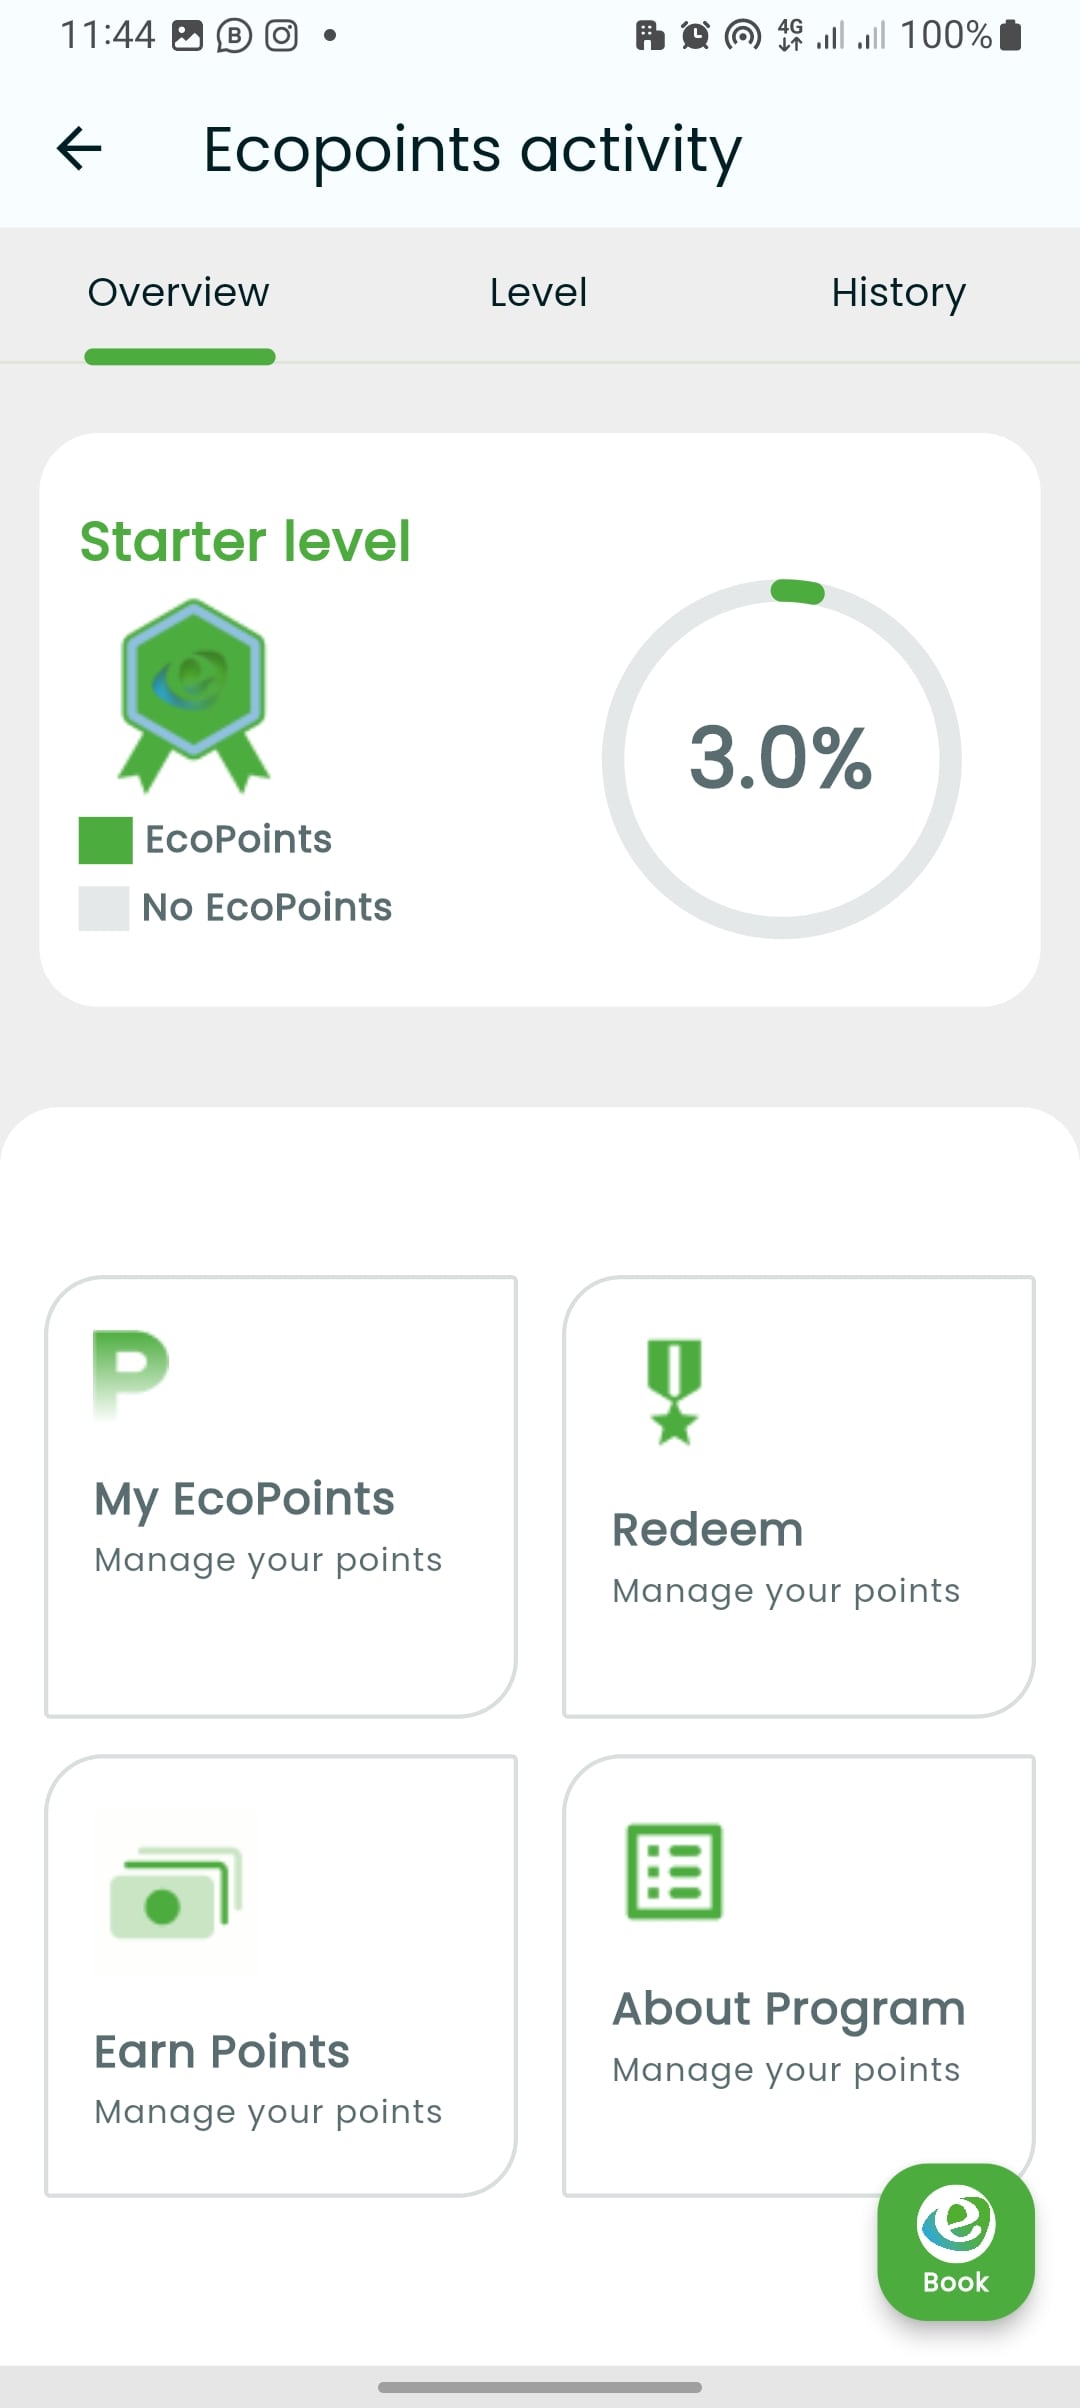 11:44
4G
100%
Ecopoints activity
Overview
Level
History
Starter level
3.0%
EcoPoints
No EcoPoints
My EcoPoints
Manage your points
Redeem
Manage your points
Earn Points
Manage your points
About Program
Manage your points
Book